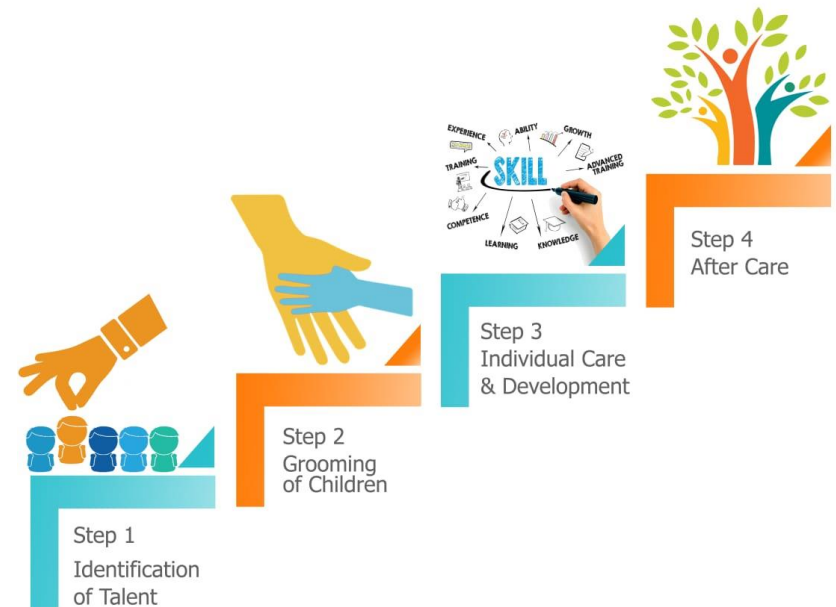 Step 1
Identification
of Talent
Step 2
Grooming
of Children
Step 3
Individual Care
& Development
Step 4
After Care
EXPERIENCE
ABILITY
GROWTH
TRAINING
SKILL
ADVANCED
TRAINING
COMPETENCE
LEARNING
KNOWLEDGE